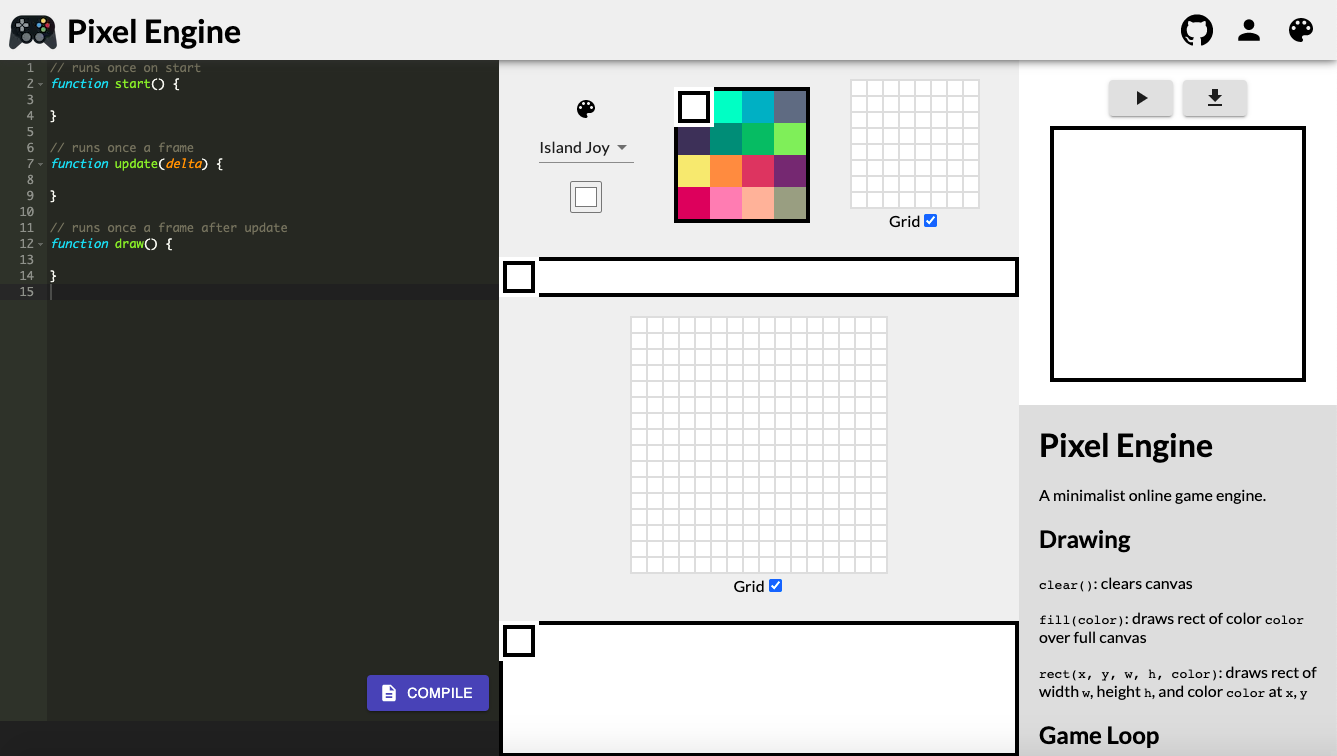 Pixel Engine
1 // runs once on start
2 function start() {
3
4 }
5
6 // runs once a frame
7 function update(delta) {
8
9 }
10
11 // runs once a frame after update
12 function draw() {
13
14 }
15
COMPILE
Island Joy
Grid
Grid
Pixel Engine
A minimalist online game engine.
Drawing
clear(): clears canvas
fill(color): draws rect of color color
over full canvas
rect(x, y, w, h, color): draws rect of
width w, height h, and color color at x, y
Game Loop